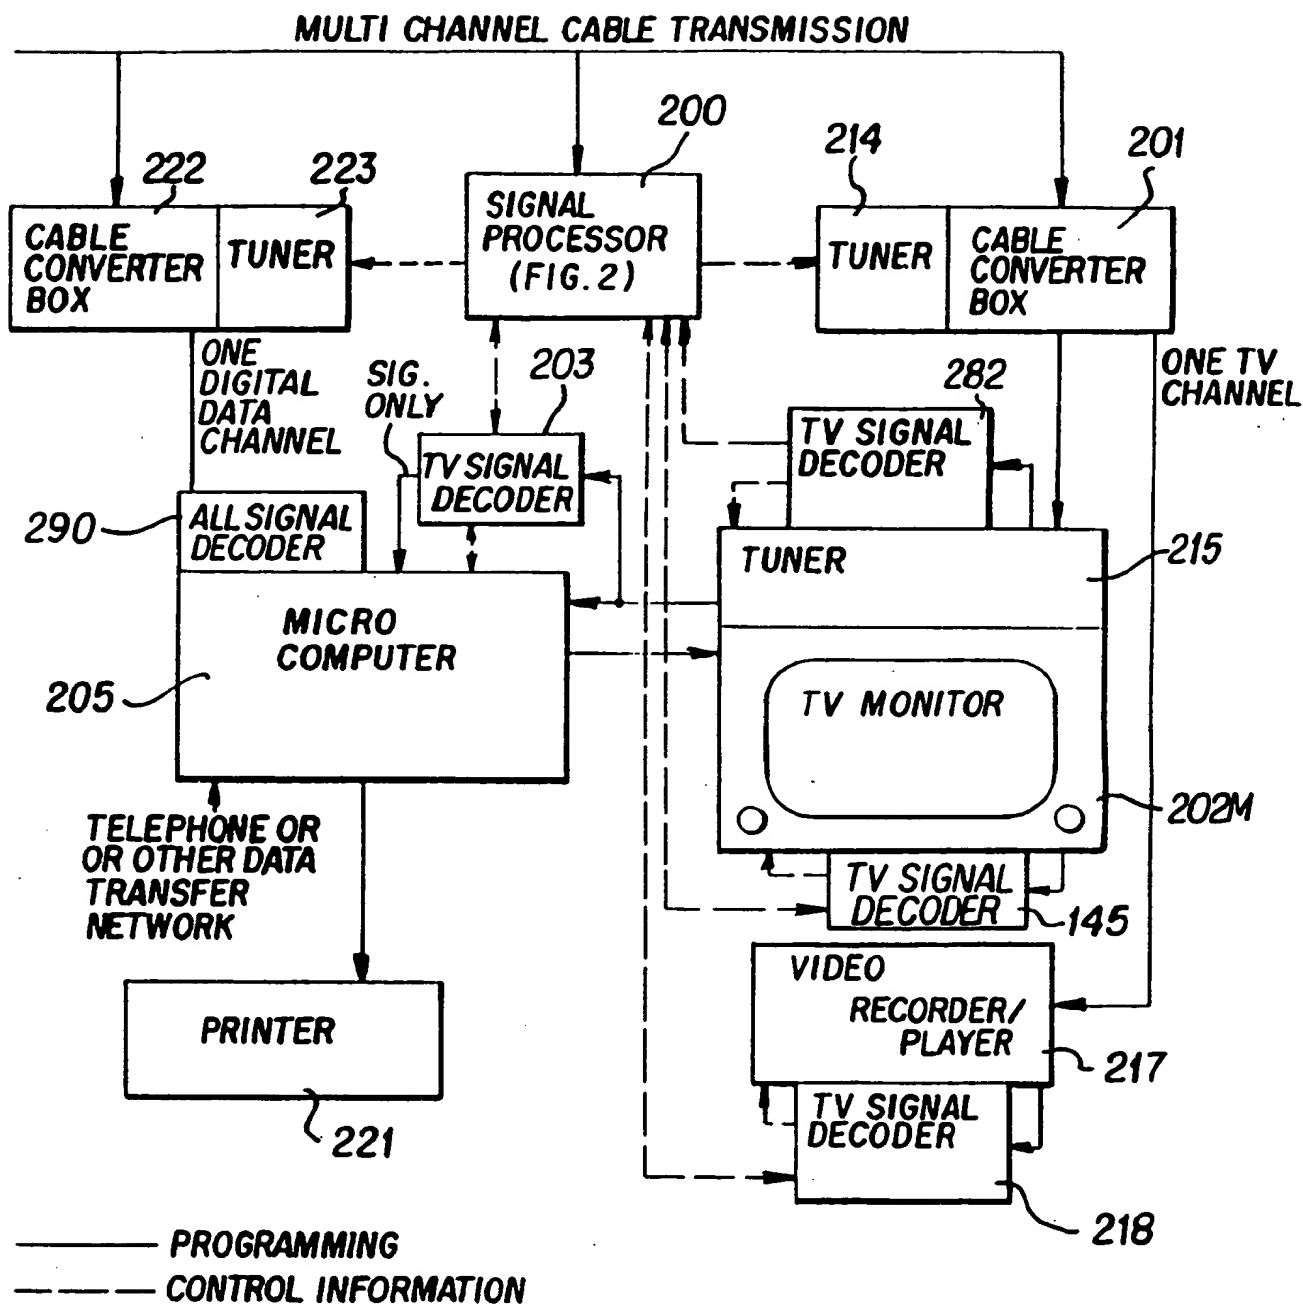 MULTI CHANNEL CABLE TRANSMISSION
200
222
223
214
201
CABLE
CONVERTER
BOX
TUNER
SIGNAL
PROCESSOR
(FIG. 2)
TUNER
CABLE
CONVERTER
BOX
ONE
DIGITAL
DATA
CHANNEL
SIG.
ONLY
203
282
ONE TV
CHANNEL
TV SIGNAL
DECODER
TV SIGNAL
DECODER
290
ALL SIGNAL
DECODER
TUNER
215
MICRO
COMPUTER
205
TV MONITOR
202M
TELEPHONE OR
OR OTHER DATA
TRANSFER
NETWORK
TV SIGNAL
DECODER
145
VIDEO
RECORDER/
PLAYER
217
PRINTER
221
TV SIGNAL
DECODER
218
PROGRAMMING
CONTROL INFORMATION